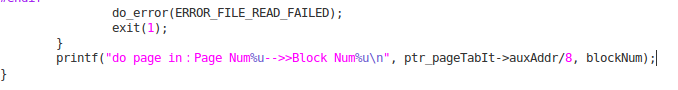 do_error(ERROR_FILE_READ_FAILED);
exit(1);
}
printf("do page in：Page Num%u-->>Block Num%u\n", ptr_pageTabIt->auxAddr/8, blockNum);
}